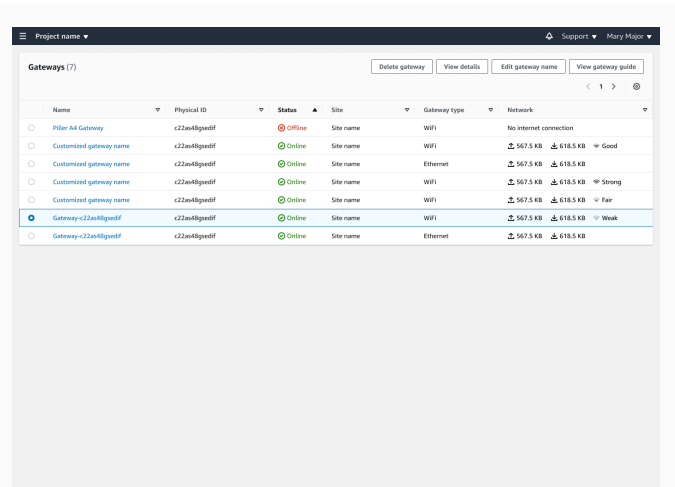 Project name Support Mary Major
Gateways (7) Delete gateway View details Edit gateway name View gateway guide
1
Name Physical ID Status Site Gateway type Network
Piller A4 Gateway c22as48gsedif Offline Site name WiFi No internet connection
Customized gateway name c22as48gsedif Online Site name WiFi 567.5 KB 618.5 KB Good
Customized gateway name c22as48gsedif Online Site name Ethernet 567.5 KB 618.5 KB
Customized gateway name c22as48gsedif Online Site name WiFi 567.5 KB 618.5 KB Strong
Customized gateway name c22as48gsedif Online Site name WiFi 567.5 KB 618.5 KB Fair
Gateway-c22as48gsedif c22as48gsedif Online Site name WiFi 567.5 KB 618.5 KB Weak
Gateway-c22as48gsedif c22as48gsedif Online Site name Ethernet 567.5 KB 618.5 KB